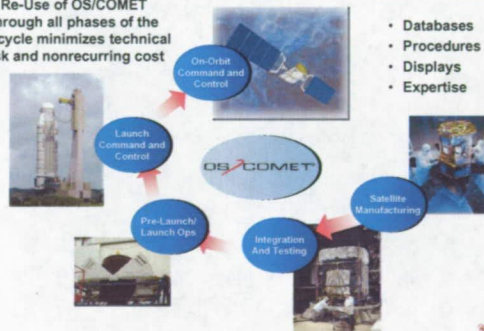 Re-Use of OS/COMET
through all phases of the
cycle minimizes technical
sk and nonrecurring cost
• Databases
• Procedures
• Displays
• Expertise
On-Orbit
Command and
Control
Launch
Command and
Control
OS/COMET
Satellite
Manufacturing
Pre-Launch/
Launch Ops
Integration
And Testing